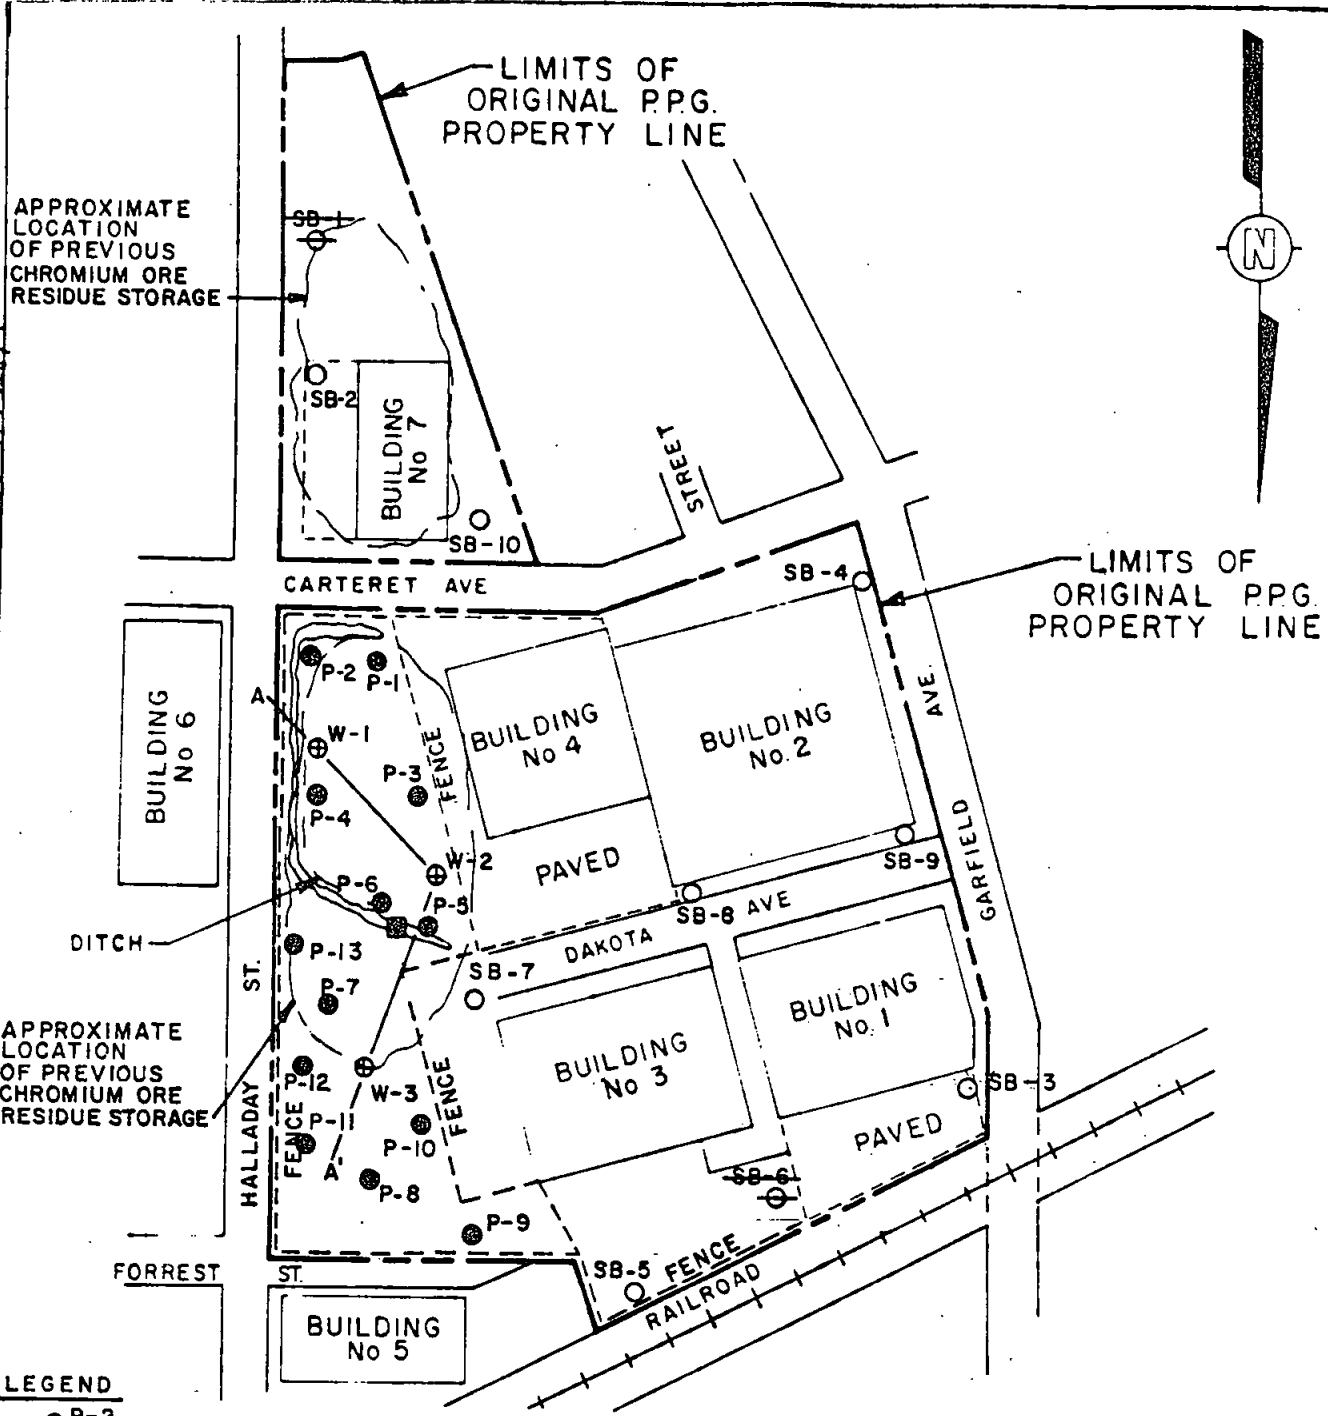 LIMITS OF
ORIGINAL P.P.G.
PROPERTY LINE
APPROXIMATE
LOCATION
OF PREVIOUS
CHROMIUM ORE
RESIDUE STORAGE
SB-1
N
SB-2
BUILDING
No 7
STREET
SB-10
CARTERET AVE
SB-4
LIMITS OF
ORIGINAL P.P.G.
PROPERTY LINE
P-2
P-1
A
W-1
BUILDING
No 6
FENCE
BUILDING
No 4
BUILDING
No. 2
AVE
P-3
P-4
W-2
PAVED
SB-9
GARFIELD
P-6
P-5
SB-8
AVE
DITCH
P-13
DAKOTA
SB-7
ST.
P-7
BUILDING
No. 1
APPROXIMATE
LOCATION
OF PREVIOUS
CHROMIUM ORE
RESIDUE STORAGE
P-12
W-3
FENCE
BUILDING
No 3
SB-3
HALLADAY
FENCE
P-11
P-10
PAVED
A'
P-8
SB-6
P-9
FORREST ST.
SB-5
FENCE
RAILROAD
BUILDING
No 5
LEGEND
P-2